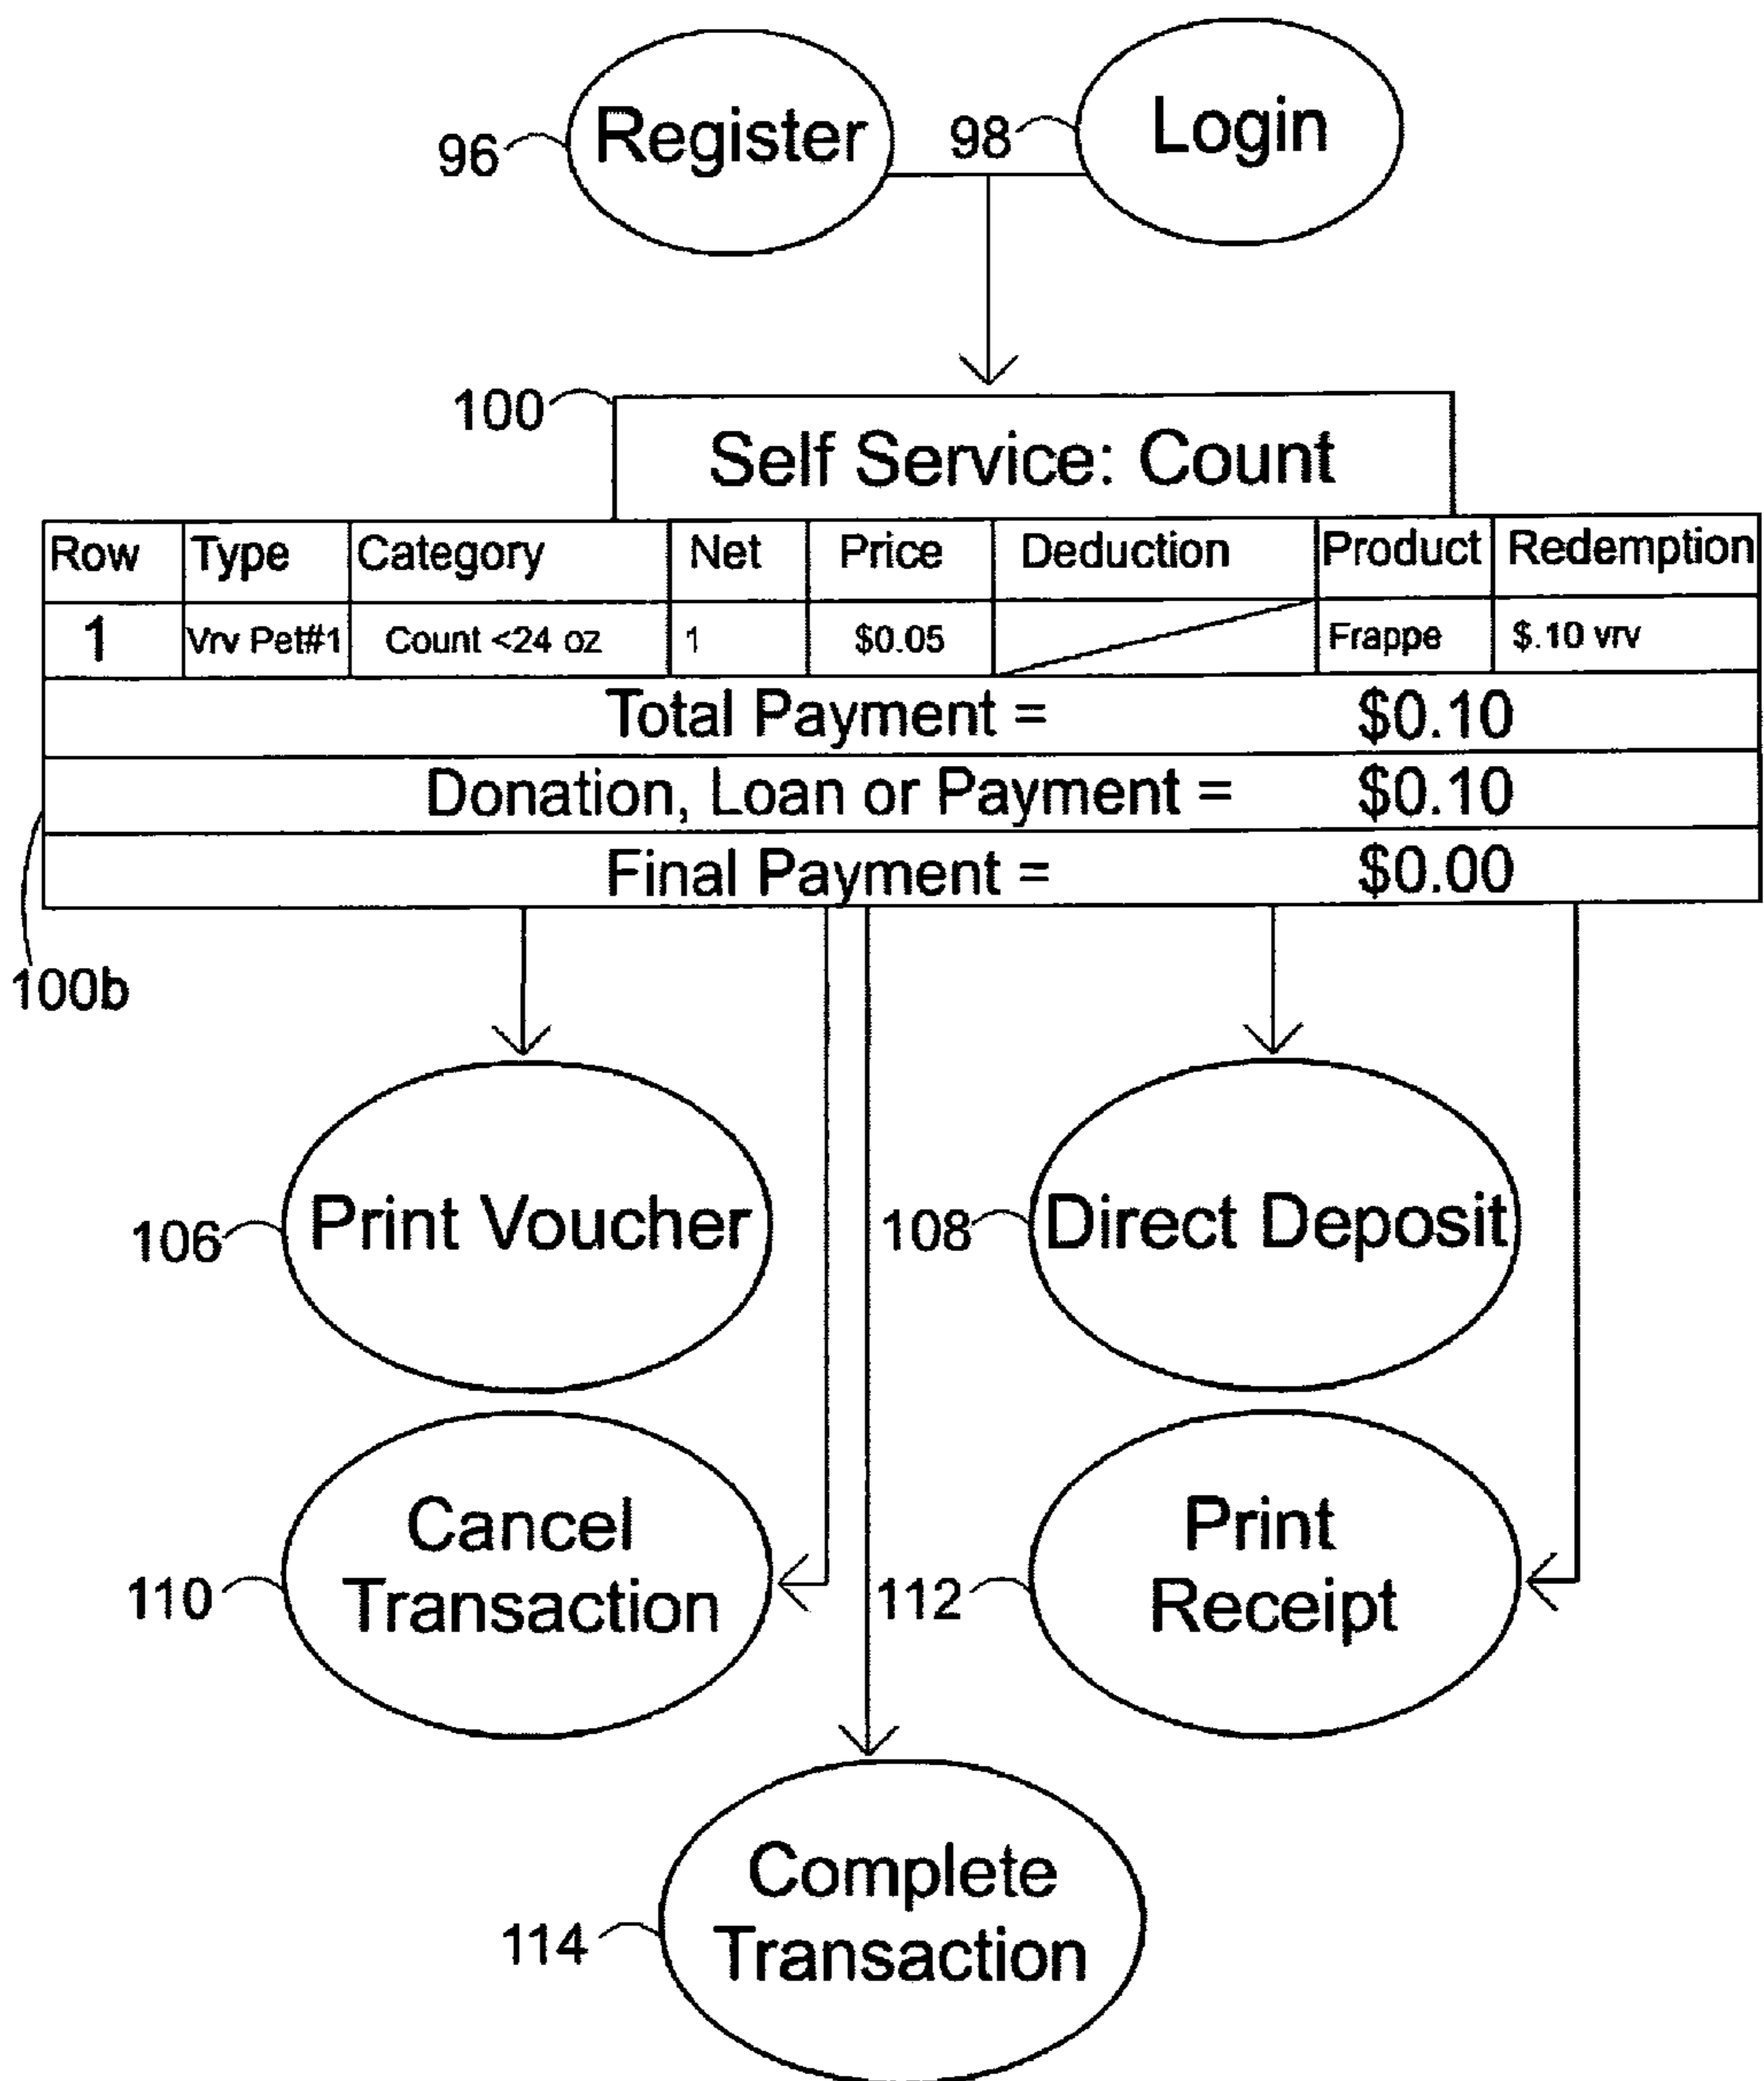 96 Register 98 Login
100 Self Service: Count
Row Type Category Net Price Deduction Product Redemption
1 Vrv Pet#1 Count <24 oz 1 $0.05 Frappe $.10 vrv
Total Payment = $0.10
Donation, Loan or Payment = $0.10
Final Payment = $0.00
100b
106 Print Voucher 108 Direct Deposit
110 Cancel Transaction 112 Print Receipt
114 Complete Transaction